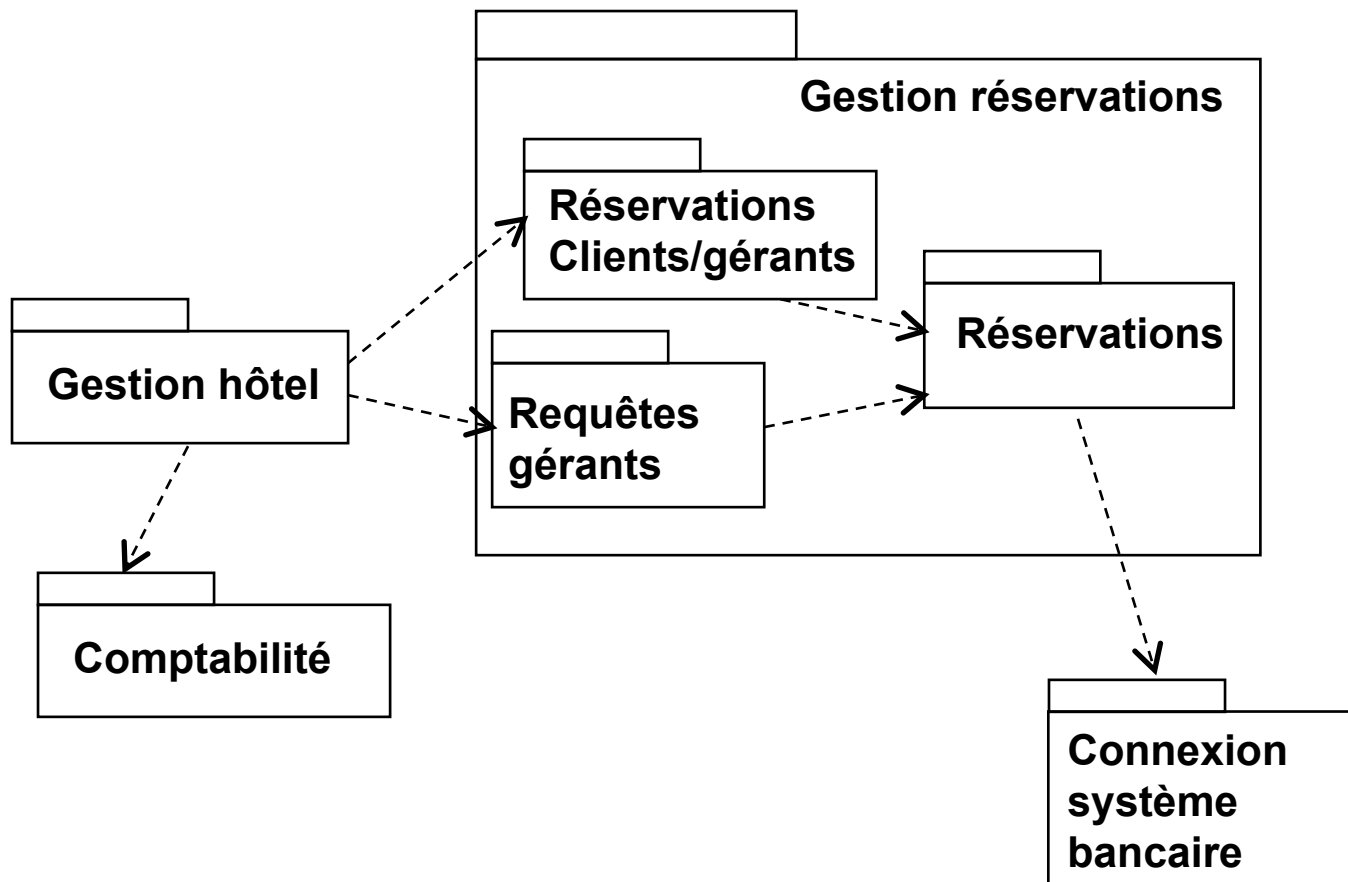 Gestion réservations
Réservations
Clients/gérants
Réservations
Gestion hôtel
Requêtes
gérants
Comptabilité
Connexion
système
bancaire